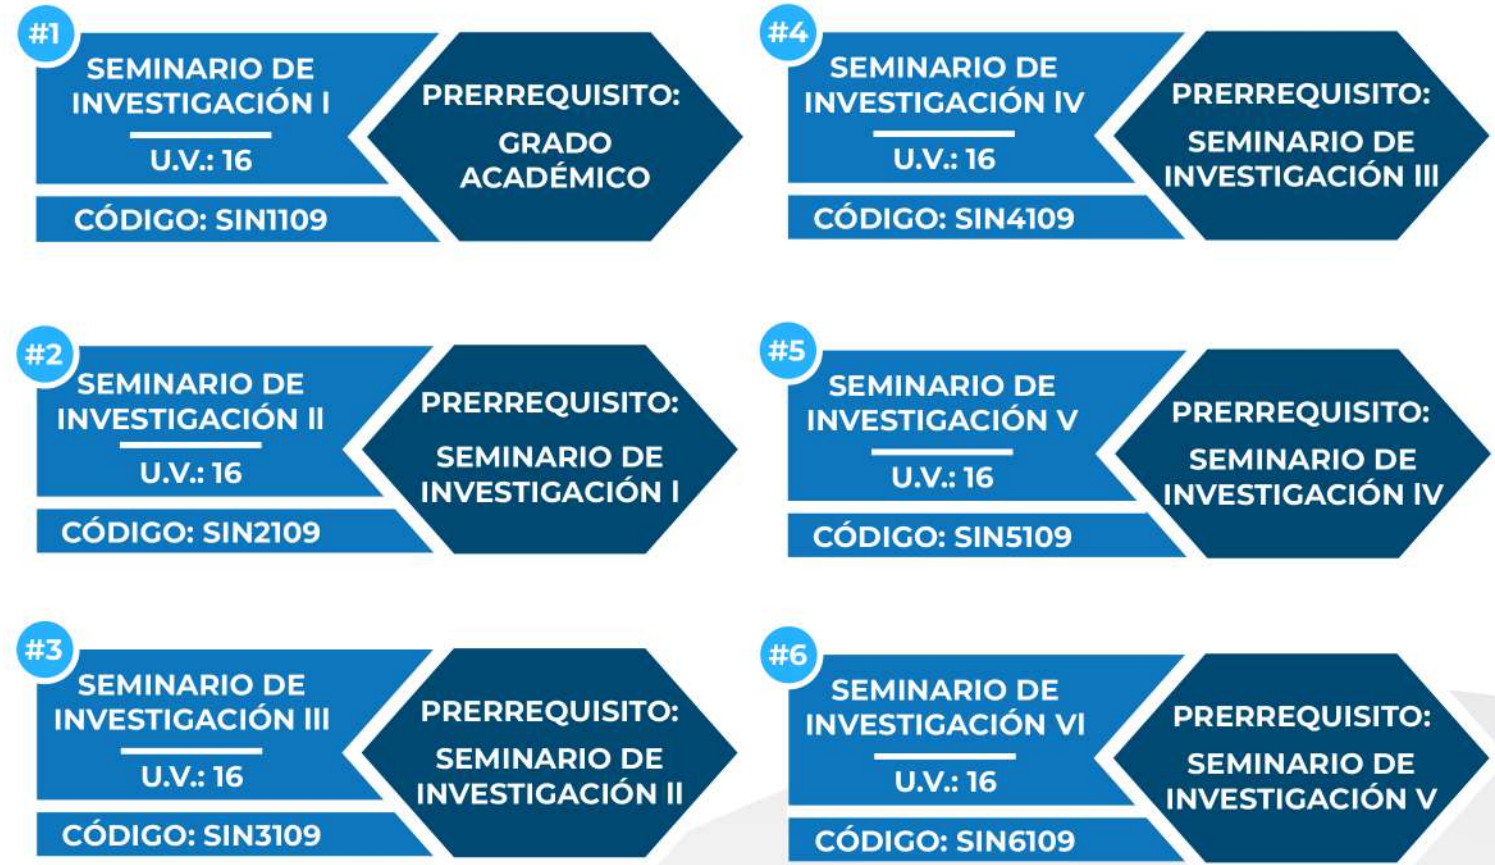 #1
SEMINARIO DE
INVESTIGACIÓN I
U.V.: 16
CÓDIGO: SIN1109
PRERREQUISITO:
GRADO
ACADÉMICO
#2
SEMINARIO DE
INVESTIGACIÓN II
U.V.: 16
CÓDIGO: SIN2109
PRERREQUISITO:
SEMINARIO DE
INVESTIGACIÓN I
#3
SEMINARIO DE
INVESTIGACIÓN III
U.V.: 16
CÓDIGO: SIN3109
PRERREQUISITO:
SEMINARIO DE
INVESTIGACIÓN II
#4
SEMINARIO DE
INVESTIGACIÓN IV
U.V.: 16
CÓDIGO: SIN4109
PRERREQUISITO:
SEMINARIO DE
INVESTIGACIÓN III
#5
SEMINARIO DE
INVESTIGACIÓN V
U.V.: 16
CÓDIGO: SIN5109
PRERREQUISITO:
SEMINARIO DE
INVESTIGACIÓN IV
#6
SEMINARIO DE
INVESTIGACIÓN VI
U.V.: 16
CÓDIGO: SIN6109
PRERREQUISITO:
SEMINARIO DE
INVESTIGACIÓN V